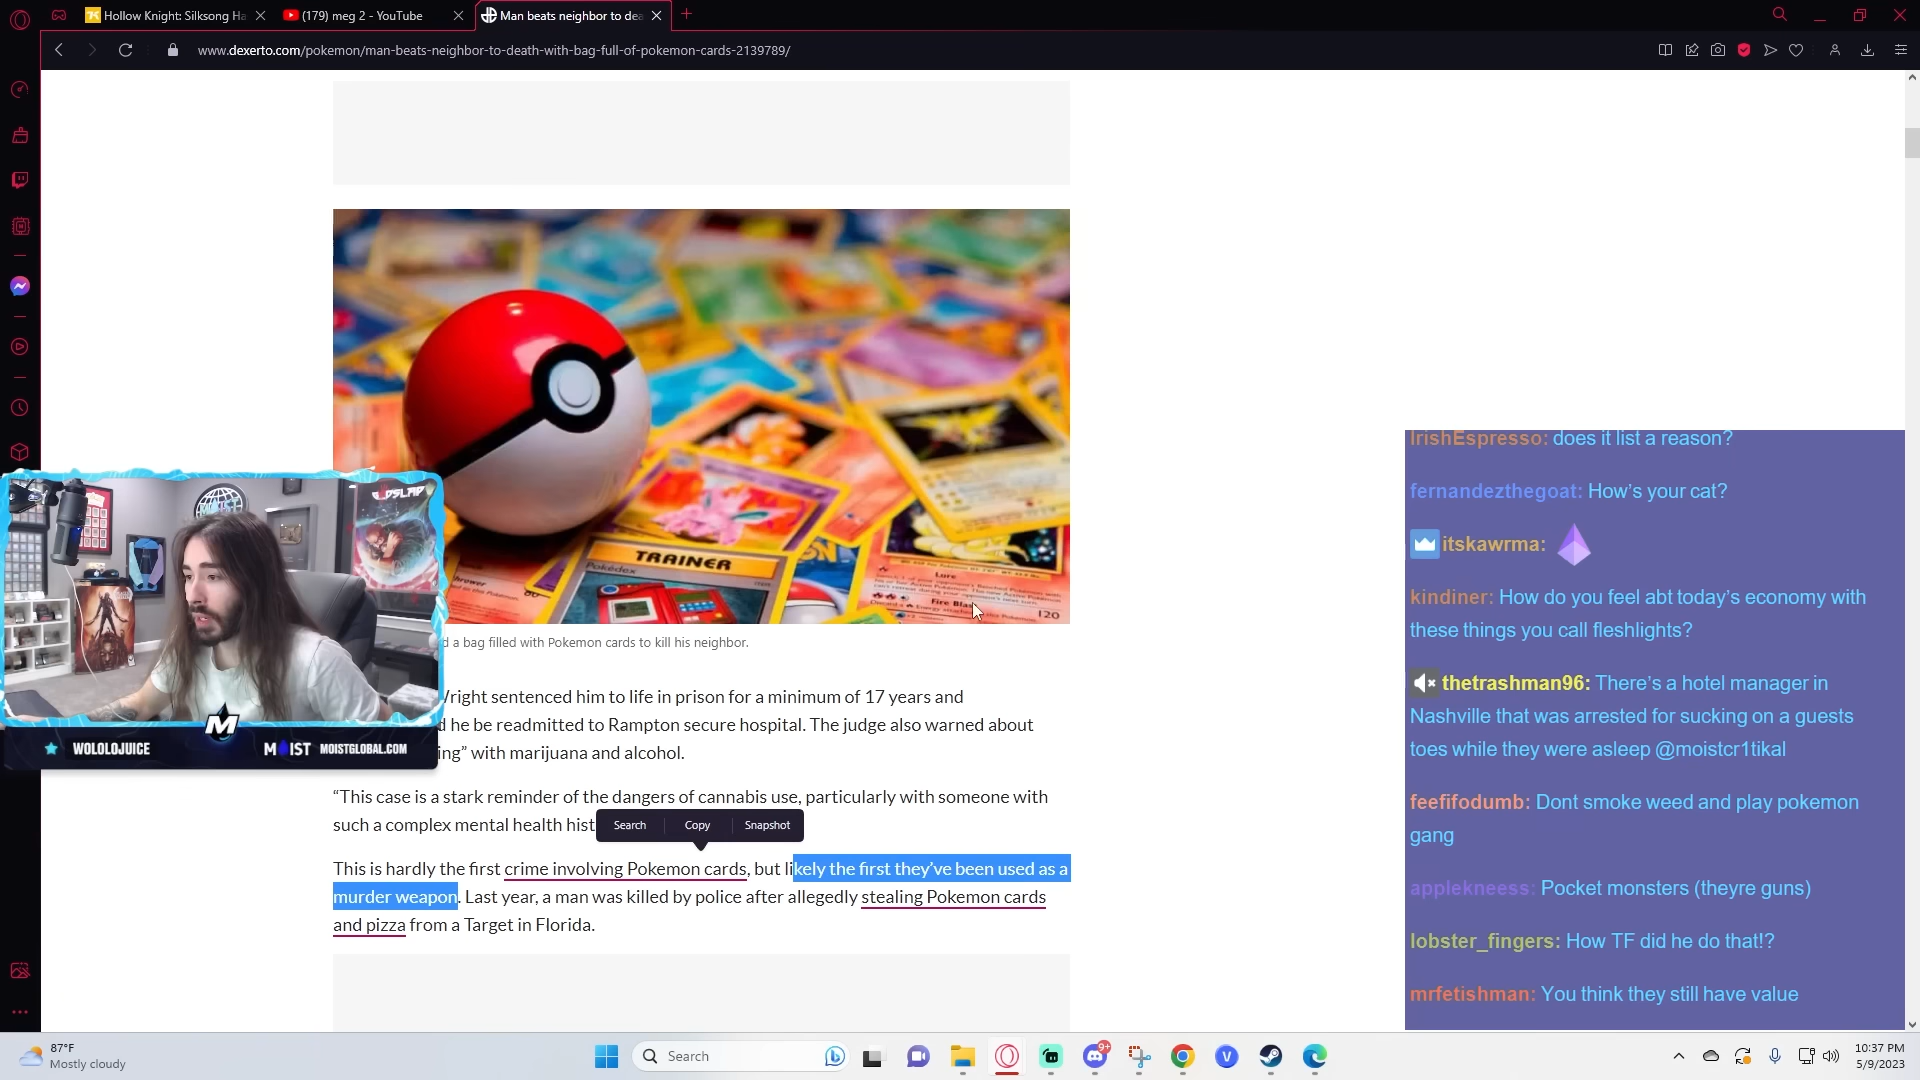 Hollow Knight: Silksong Ha
(179) meg 2 - YouTube
Man beats neighbor to dea
www.dexerto.com/pokemon/man-beats-neighbor-to-death-with-bag-full-of-pokemon-cards-2139789/
TRAINER
Pokédex
Lure
Fire Bla
120
d a bag filled with Pokemon cards to kill his neighbor.
Wright sentenced him to life in prison for a minimum of 17 years and
d he be readmitted to Rampton secure hospital. The judge also warned about
ing” with marijuana and alcohol.
“This case is a stark reminder of the dangers of cannabis use, particularly with someone with
such a complex mental health hist
Search
Copy
Snapshot
This is hardly the first crime involving Pokemon cards, but likely the first they've been used as a
murder weapon. Last year, a man was killed by police after allegedly stealing Pokemon cards
and pizza from a Target in Florida.
MOIST
M
WOLOLOJUICE
MOIST MOISTGLOBAL.COM
IrishEspresso: does it list a reason?
fernandezthegoat: How's your cat?
itskawrma:
kindiner: How do you feel abt today's economy with
these things you call fleshlights?
thetrashman96: There's a hotel manager in
Nashville that was arrested for sucking on a guests
toes while they were asleep @moistcr1tikal
feefifodumb: Dont smoke weed and play pokemon
gang
applekneess: Pocket monsters (theyre guns)
lobster_fingers: How TF did he do that!?
mrfetishman: You think they still have value
87°F
Mostly cloudy
Search
9+
V
10:37 PM
5/9/2023